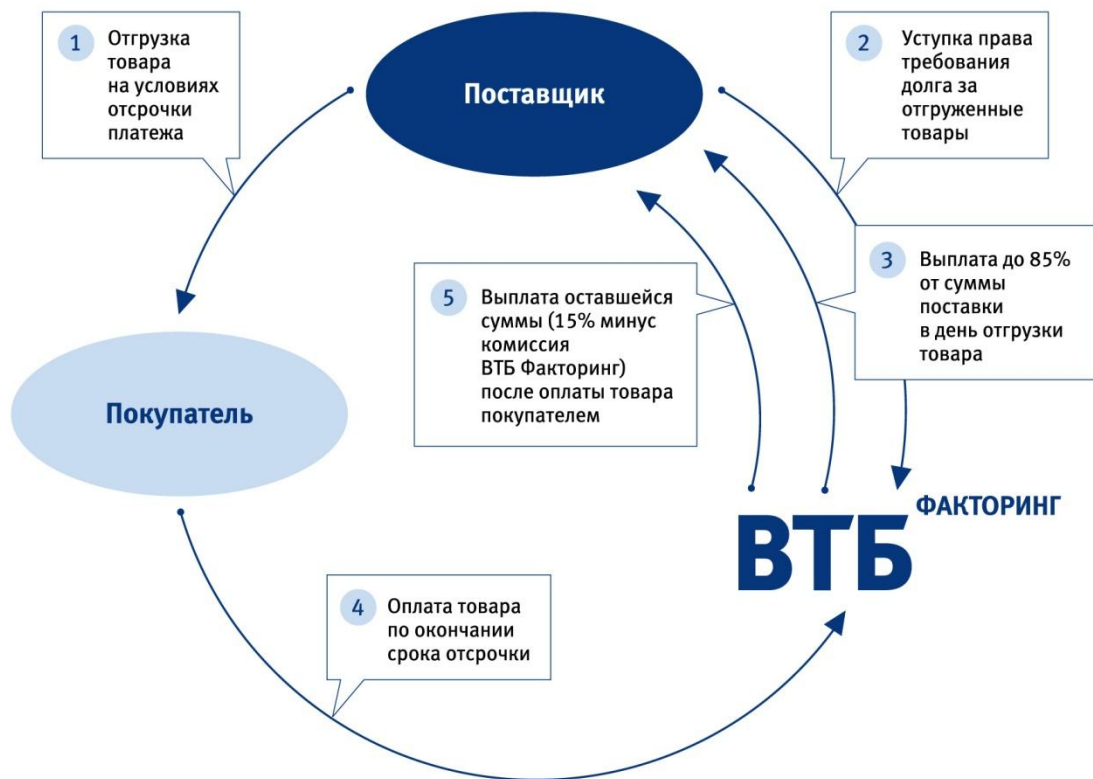 1
Отгрузка
товара
на условиях
отсрочки
платежа
Поставщик
2
Уступка права
требования
долга за
отгруженные
товары
3
Выплата до 85%
от суммы
поставки
в день отгрузки
товара
5
Выплата оставшейся
суммы (15% минус
комиссия
ВТБ Факторинг)
после оплаты товара
покупателем
Покупатель
ВТБ
ФАКТОРИНГ
4
Оплата товара
по окончании
срока отсрочки